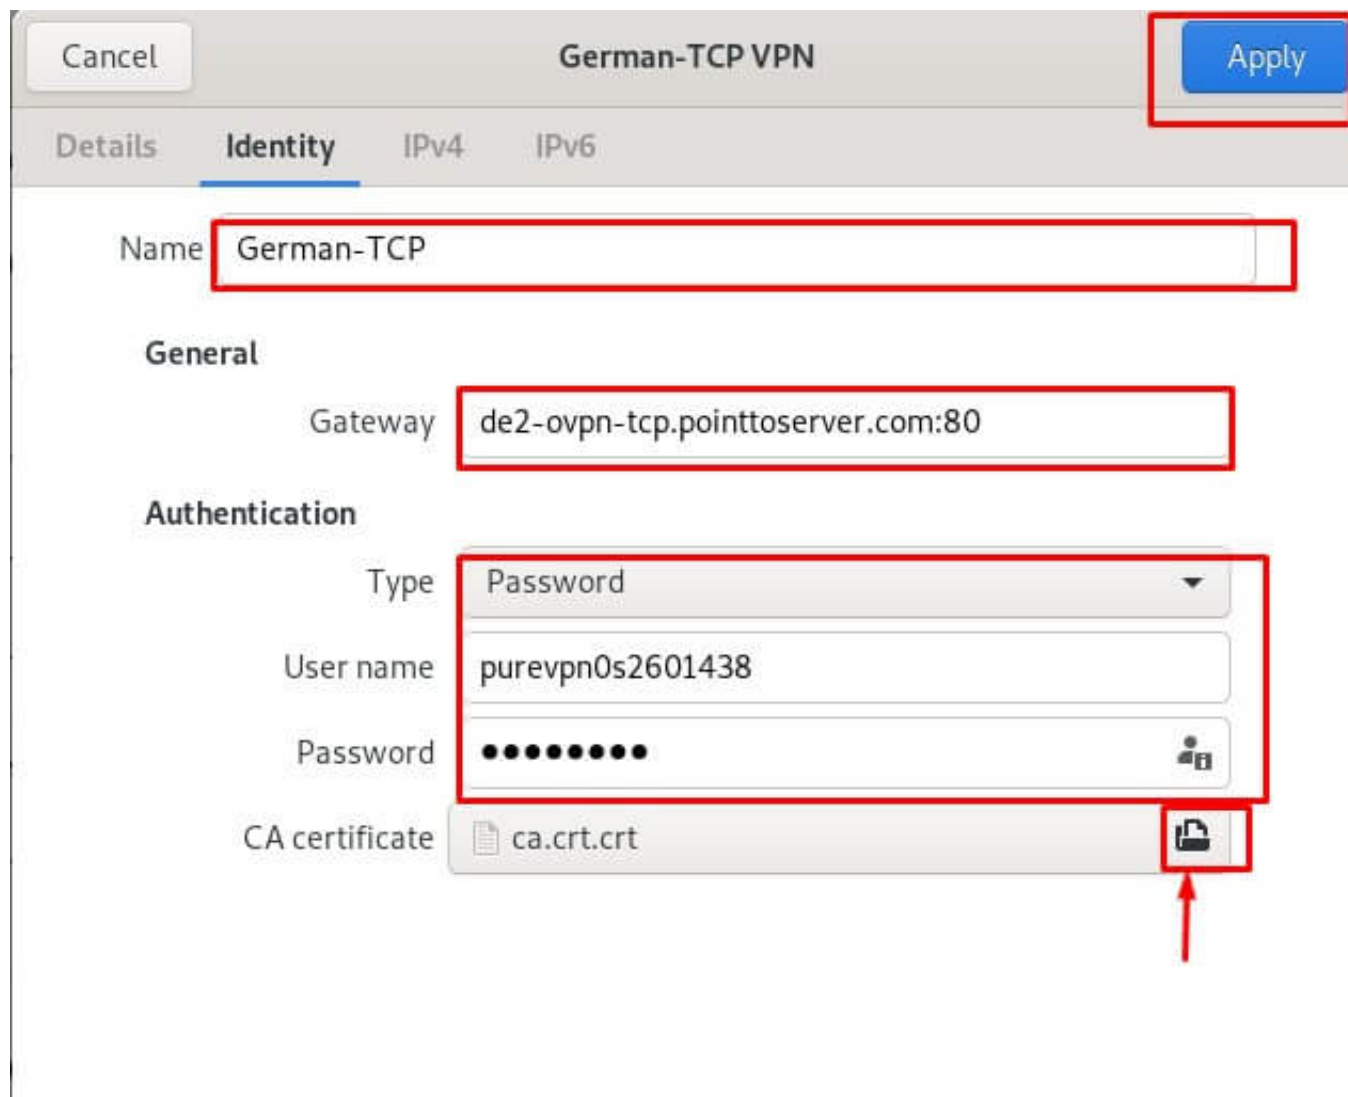 Cancel German-TCP VPN Apply
Details Identity IPv4 IPv6
Name German-TCP
General
Gateway de2-ovpn-tcp.pointtoserver.com:80
Authentication
Type Password
User name purevpn0s2601438
Password ●●●●●●●●
CA certificate ca.crt.crt